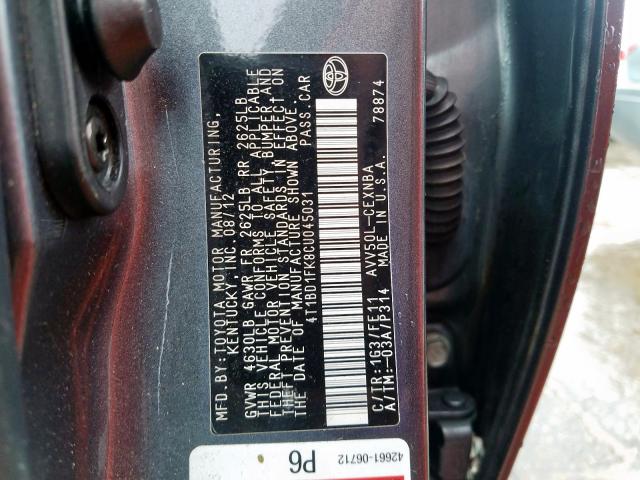 MFD. BY: TOYOTA MOTOR MANUFACTURING,
KENTUCKY, INC. 08/12
GVWR 4630LB GAWR FR 2625LB RR 2625LB
THIS VEHICLE CONFORMS TO ALL APPLICABLE
FEDERAL MOTOR VEHICLE SAFETY, BUMPER AND
THEFT PREVENTION STANDARDS IN EFFECT ON
THE DATE OF MANUFACTURE SHOWN ABOVE.
4T1BD1FK8CU045031 PASS.CAR
C/TR: 1G3/FE11 AVV50L-CEXNBA
A/TM: -03A/P314 MADE IN U.S.A. 78874
P6
42661-06712